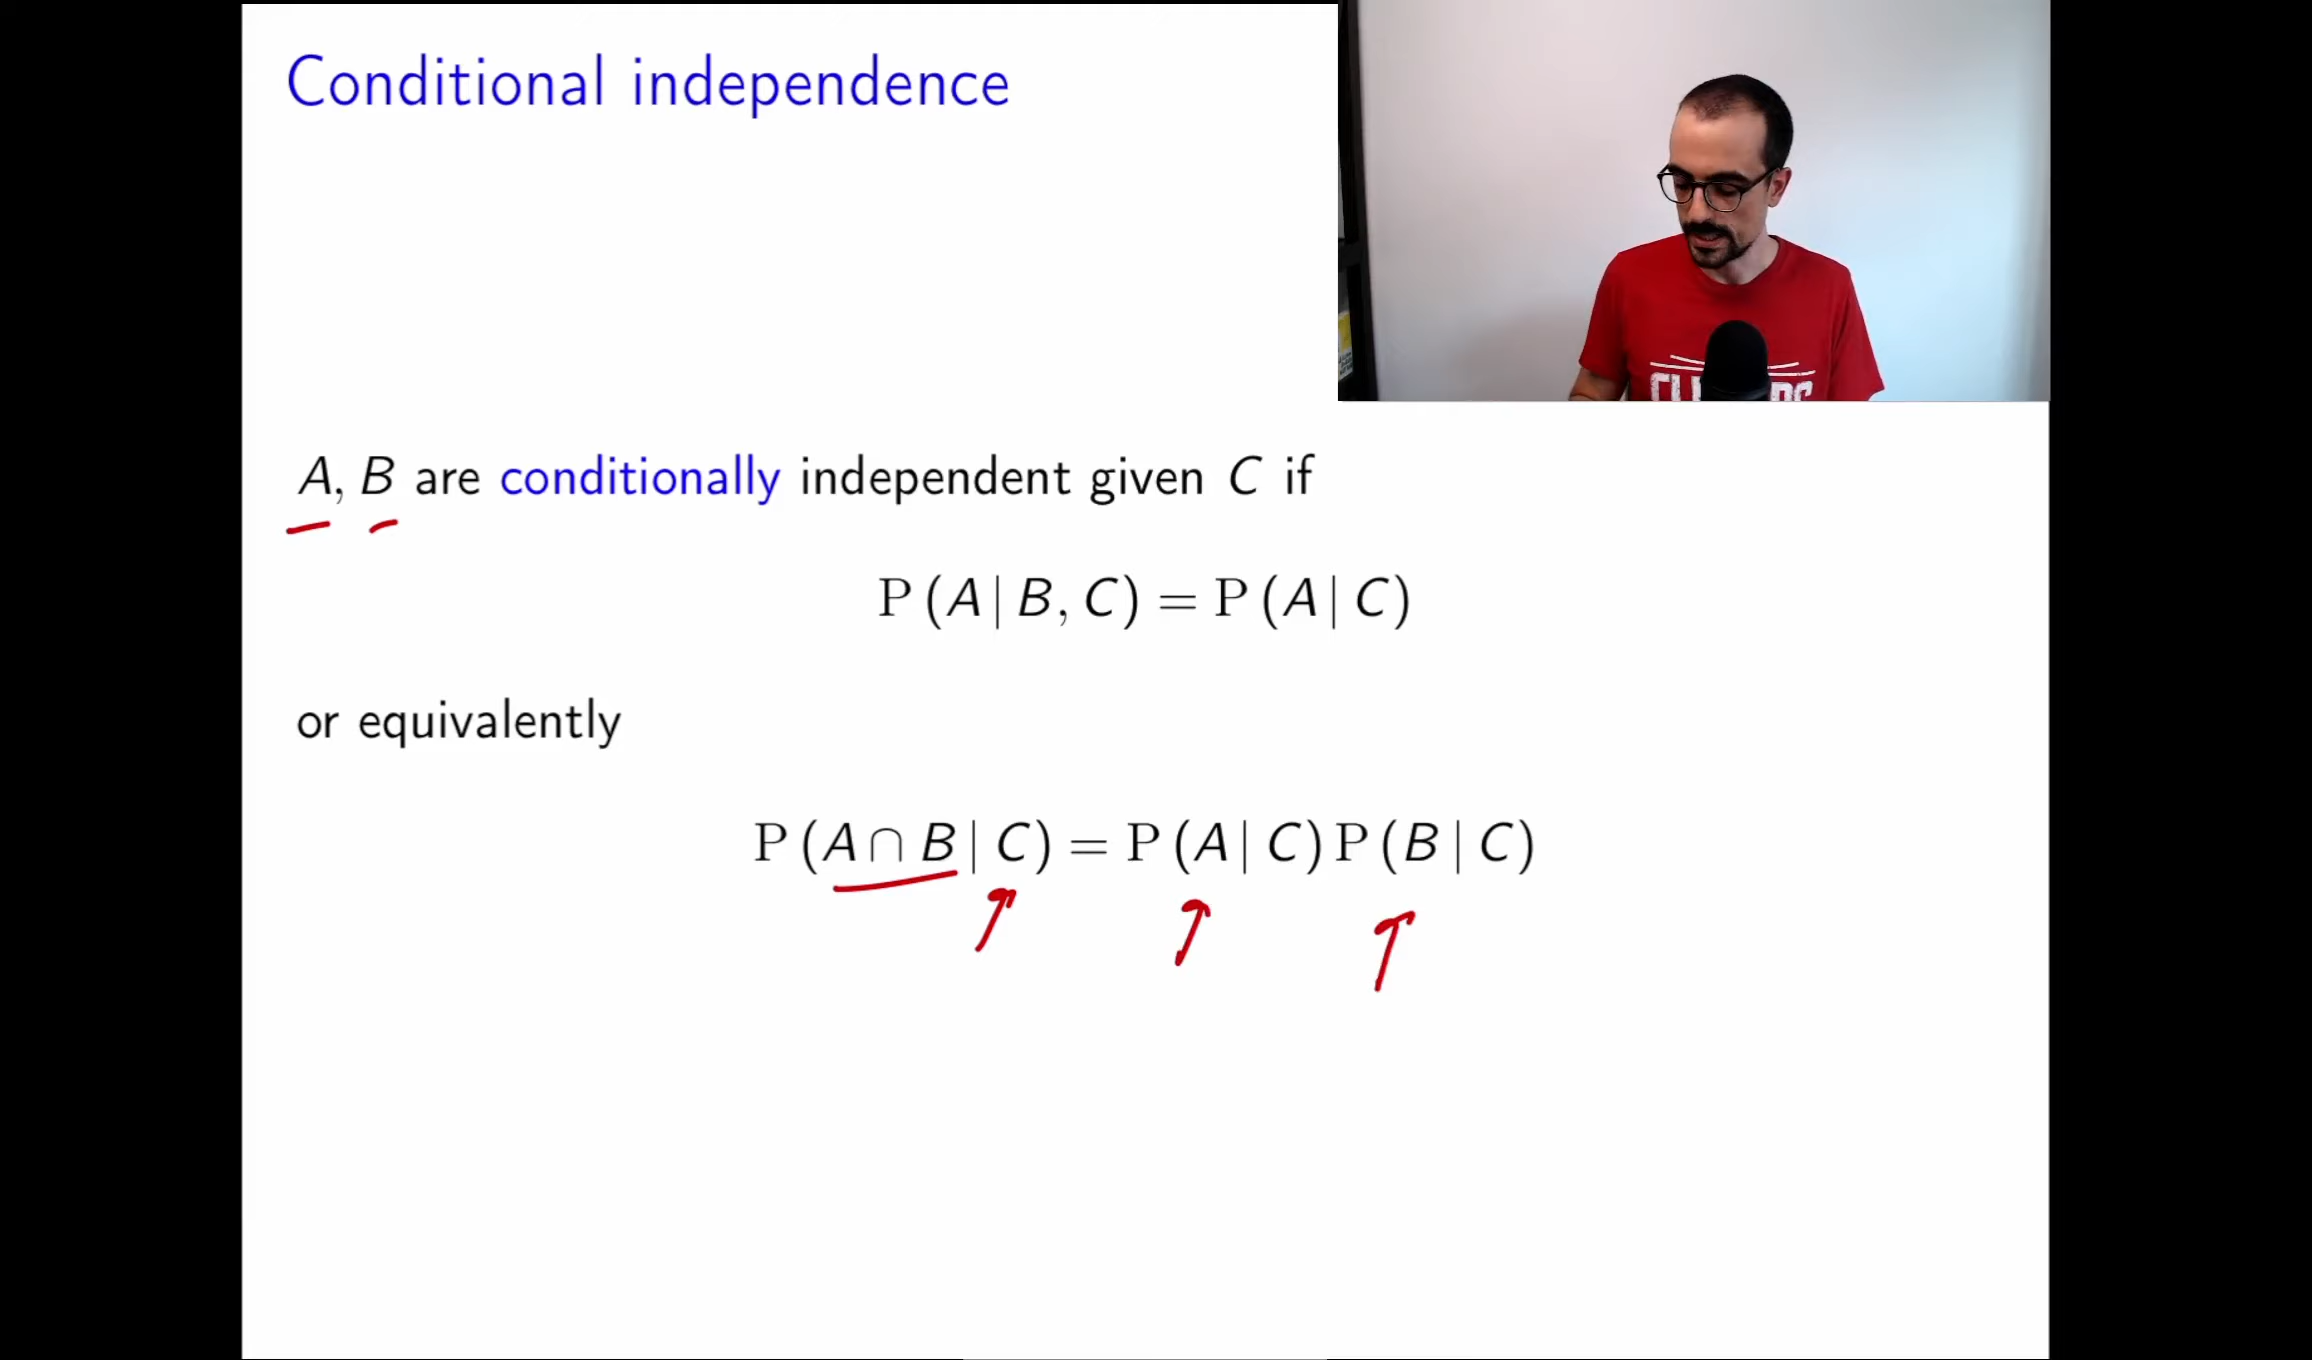 Conditional independence
A, B are conditionally independent given C if
P (A | B, C) = P (A | C)
or equivalently
P (A ∩ B | C) = P (A | C) P (B | C)